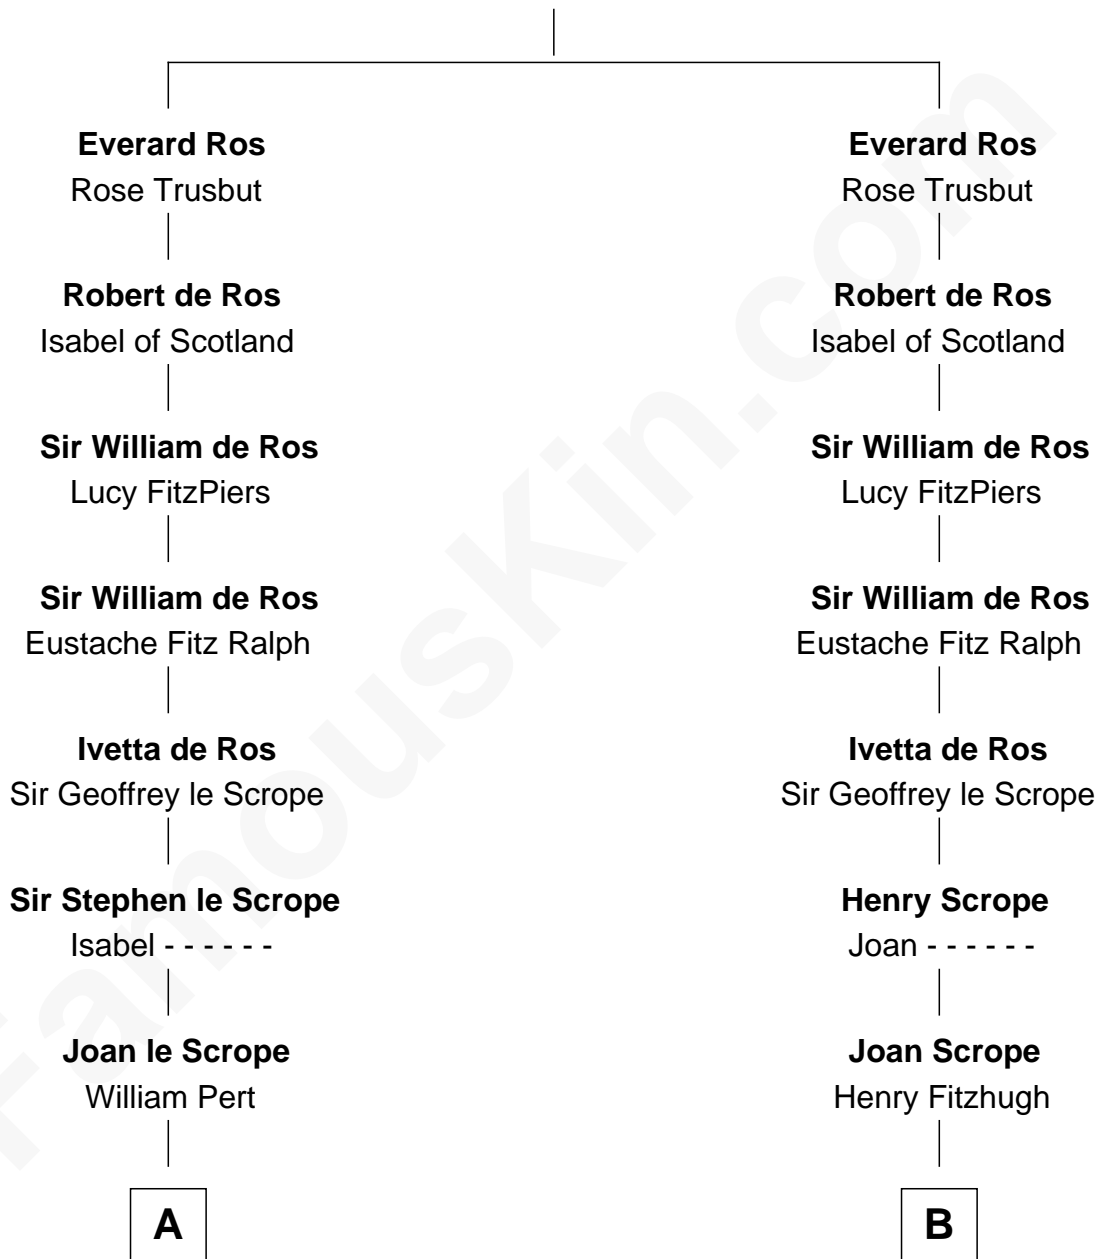 Everard Ros
Rose Trusbut
Everard Ros
Rose Trusbut
Robert de Ros
Isabel of Scotland
Robert de Ros
Isabel of Scotland
Sir William de Ros
Lucy FitzPiers
Sir William de Ros
Lucy FitzPiers
Sir William de Ros
Eustache Fitz Ralph
Sir William de Ros
Eustache Fitz Ralph
Ivetta de Ros
Sir Geoffrey le Scrope
Ivetta de Ros
Sir Geoffrey le Scrope
Sir Stephen le Scrope
Isabel - - - - - -
Henry Scrope
Joan - - - - - -
Joan le Scrope
William Pert
Joan Scrope
Henry Fitzhugh
A
B
FamousKin.com